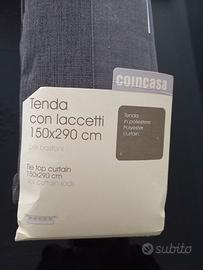 coincasa
Tenda
con laccetti
150x290 cm
per bastoni
Tie top curtain
150x290 cm
for curtain rods
Tenda
in poliestere
Polyester
curtain
subito